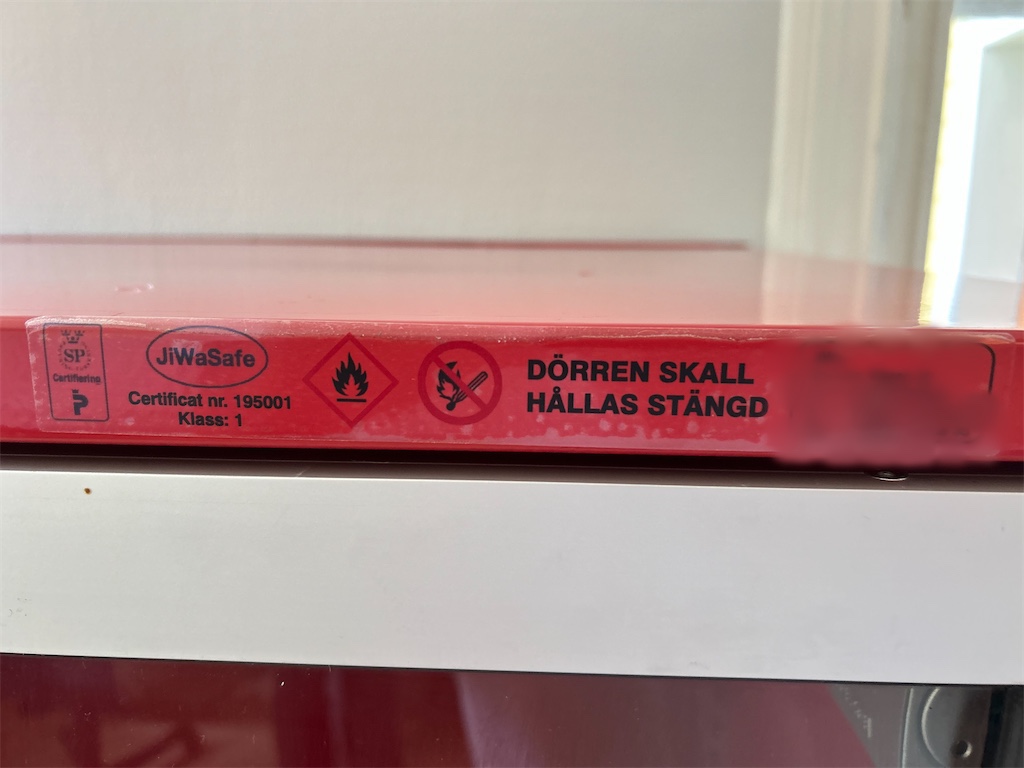 SP
Certifiering
P
JiWaSafe
Certificat nr. 195001
Klass: 1
DÖRREN SKALL
HÅLLAS STÄNGD